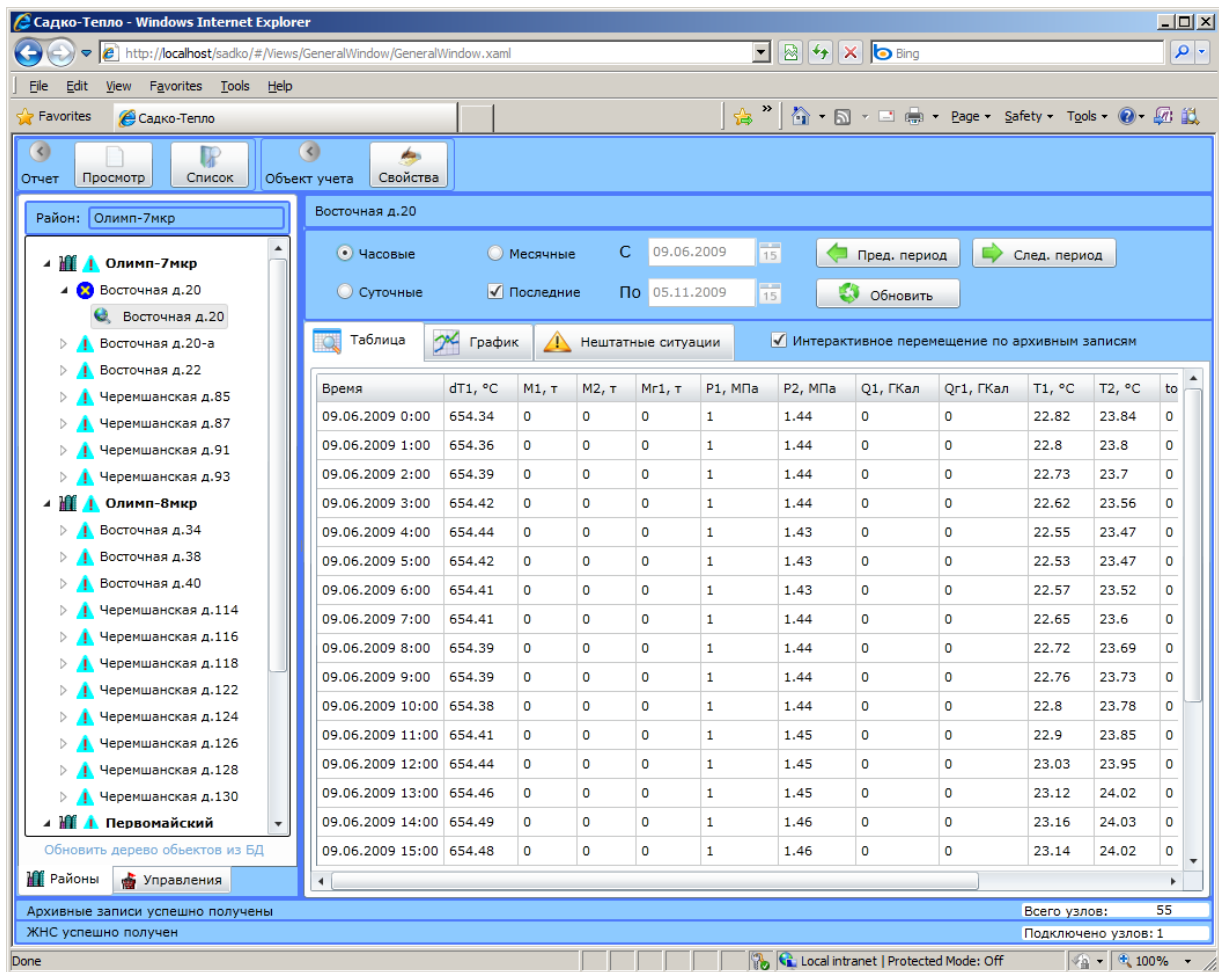 Садко-Тепло - Windows Internet Explorer
http://localhost/sadko/#/Views/GeneralWindow/GeneralWindow.xaml Bing
File Edit View Favorites Tools Help
Favorites Садко-Тепло Page Safety Tools
Отчет Просмотр Список Объект учета Свойства
Район: Олимп-7мкр
Олимп-7мкр
Восточная д.20
Восточная д.20
Восточная д.20-а
Восточная д.22
Черемшанская д.85
Черемшанская д.87
Черемшанская д.91
Черемшанская д.93
Олимп-8мкр
Восточная д.34
Восточная д.38
Восточная д.40
Черемшанская д.114
Черемшанская д.116
Черемшанская д.118
Черемшанская д.122
Черемшанская д.124
Черемшанская д.126
Черемшанская д.128
Черемшанская д.130
Первомайский
Обновить дерево объектов из БД
Районы Управления
Восточная д.20
Часовые Месячные С 09.06.2009 15 Пред. период След. период
Суточные Последние По 05.11.2009 15 Обновить
Таблица График Нештатные ситуации Интерактивное перемещение по архивным записям
Время dT1, °C M1, т M2, т Mг1, т P1, МПа P2, МПа Q1, ГКал Qг1, ГКал T1, °C T2, °C to
09.06.2009 0:00 654.34 0 0 0 1 1.44 0 0 22.82 23.84 0
09.06.2009 1:00 654.36 0 0 0 1 1.44 0 0 22.8 23.8 0
09.06.2009 2:00 654.39 0 0 0 1 1.44 0 0 22.73 23.7 0
09.06.2009 3:00 654.42 0 0 0 1 1.44 0 0 22.62 23.56 0
09.06.2009 4:00 654.44 0 0 0 1 1.43 0 0 22.55 23.47 0
09.06.2009 5:00 654.42 0 0 0 1 1.43 0 0 22.53 23.47 0
09.06.2009 6:00 654.41 0 0 0 1 1.43 0 0 22.57 23.52 0
09.06.2009 7:00 654.41 0 0 0 1 1.44 0 0 22.65 23.6 0
09.06.2009 8:00 654.39 0 0 0 1 1.44 0 0 22.72 23.69 0
09.06.2009 9:00 654.39 0 0 0 1 1.44 0 0 22.76 23.73 0
09.06.2009 10:00 654.38 0 0 0 1 1.44 0 0 22.8 23.78 0
09.06.2009 11:00 654.41 0 0 0 1 1.45 0 0 22.9 23.85 0
09.06.2009 12:00 654.44 0 0 0 1 1.45 0 0 23.03 23.95 0
09.06.2009 13:00 654.46 0 0 0 1 1.45 0 0 23.12 24.02 0
09.06.2009 14:00 654.49 0 0 0 1 1.46 0 0 23.16 24.03 0
09.06.2009 15:00 654.48 0 0 0 1 1.46 0 0 23.14 24.02 0
Архивные записи успешно получены Всего узлов: 55
ЖНС успешно получен Подключено узлов: 1
Done Local intranet | Protected Mode: Off 100%